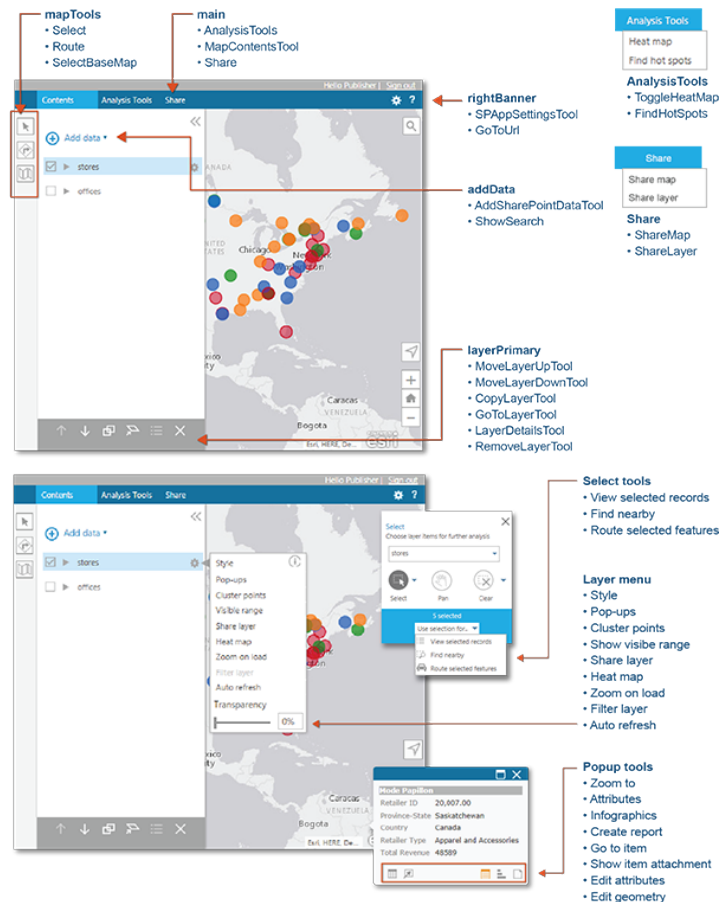 mapTools
• Select
• Route
• SelectBaseMap
main
• AnalysisTools
• MapContentsTool
• Share
Analysis Tools
Heat map
Find hot spots
AnalysisTools
• ToggleHeatMap
• FindHotSpots
Hello Publisher | Sign out
Contents Analysis Tools Share ?
rightBanner
• SPAppSettingsTool
• GoToUrl
Add data
stores
offices
CANADA
UNITED
STATES
Chicago
New York
Washington
Share
Share map
Share layer
Share
• ShareMap
• ShareLayer
addData
• AddSharePointDataTool
• ShowSearch
layerPrimary
• MoveLayerUpTool
• MoveLayerDownTool
• CopyLayerTool
• GoToLayerTool
• LayerDetailsTool
• RemoveLayerTool
Caracas
VENEZUELA
Bogota
Esri, HERE, De...
esri
Hello Publisher | Sign out
Contents Analysis Tools Share ?
Add data
stores
offices
Style
Pop-ups
Cluster points
Visible range
Share layer
Heat map
Zoom on load
Filter layer
Auto refresh
Transparency
0%
Select
Choose layer items for further analysis
stores
Select Pan Clear
5 selected
Use selection for..
View selected records
Find nearby
Route selected features
Select tools
• View selected records
• Find nearby
• Route selected features
Layer menu
• Style
• Pop-ups
• Cluster points
• Show visibe range
• Share layer
• Heat map
• Zoom on load
• Filter layer
• Auto refresh
Caracas
VENEZUELA
Bogota
Esri, HERE, De...
Mode Papillon
Retailer ID 20,007.00
Province-State Saskatchewan
Country Canada
Retailer Type Apparel and Accessories
Total Revenue 48589
Popup tools
• Zoom to
• Attributes
• Infographics
• Create report
• Go to item
• Show item attachment
• Edit attributes
• Edit geometry